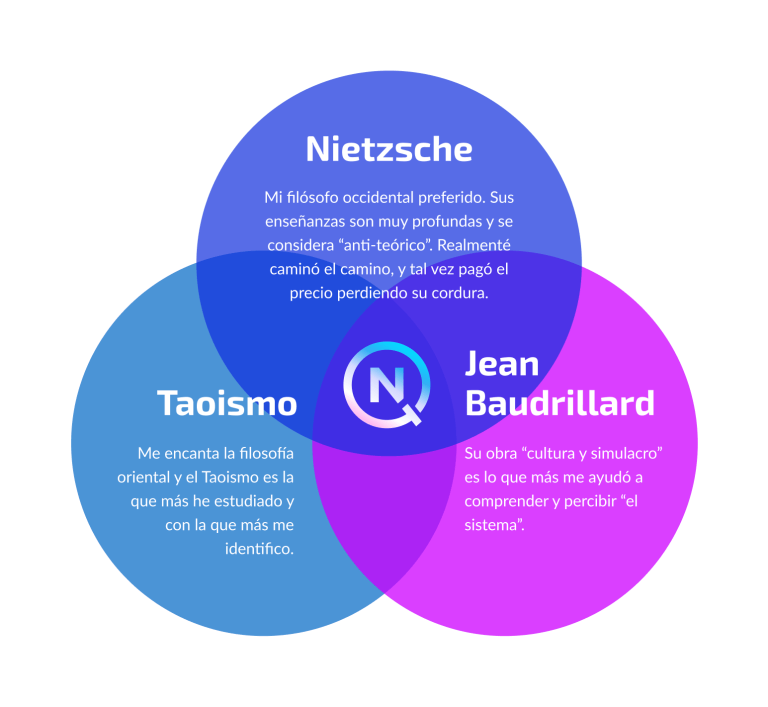 Nietzsche
Mi filósofo occidental preferido. Sus
enseñanzas son muy profundas y se
considera “anti-teórico”. Realmenté
caminó el camino, y tal vez pagó el
precio perdiendo su cordura.
N
Taoismo
Me encanta la filosofía
oriental y el Taoismo es la
que más he estudiado y
con la que más me
identifico.
Jean
Baudrillard
Su obra “cultura y simulacro”
es lo que más me ayudó a
comprender y percibir “el
sistema”.